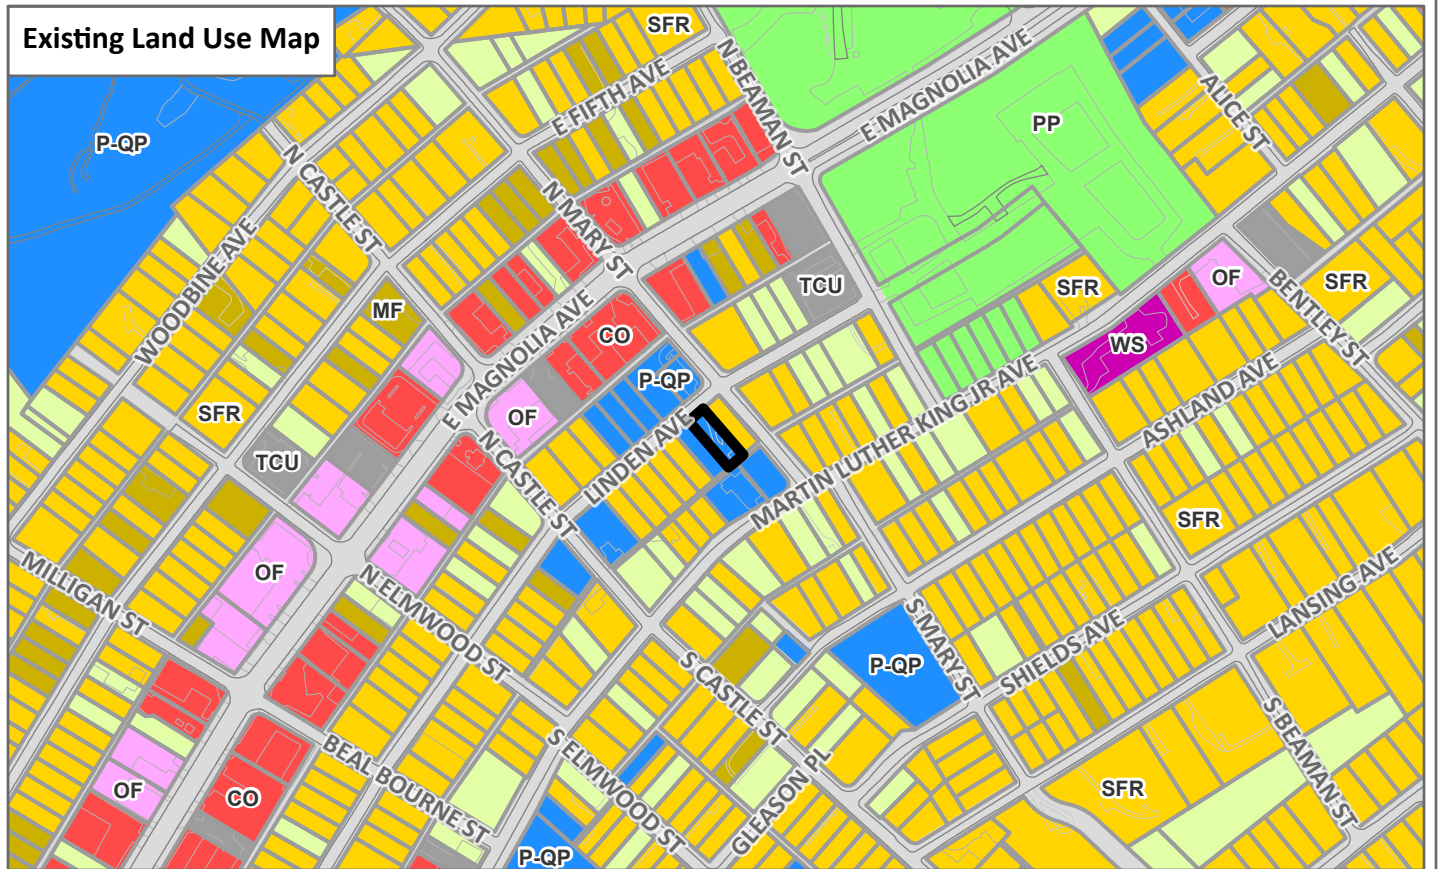 Existing Land Use Map
SFR
N BEAMAN ST
E MAGNOLIA AVE
E FIFTH AVE
ALICE ST
PP
P-QP
N CASTLE ST
N MARY ST
WOODBINE AVE
TCU
SFR
OF
BENTLEY ST
SFR
MF
CO
WS
E MAGNOLIA AVE
P-QP
MARTIN LUTHER KING JR AVE
ASHLAND AVE
SFR
OF
LINDEN AVE
N CASTLE ST
TCU
SFR
OF
MILLIGAN ST
N ELMWOOD ST
LANSING AVE
S MARY ST
SHIELDS AVE
P-QP
S CASTLE ST
S BEAMAN ST
BEAL BOURNE ST
S ELMWOOD ST
GLEASON PL
OF
CO
SFR
P-QP